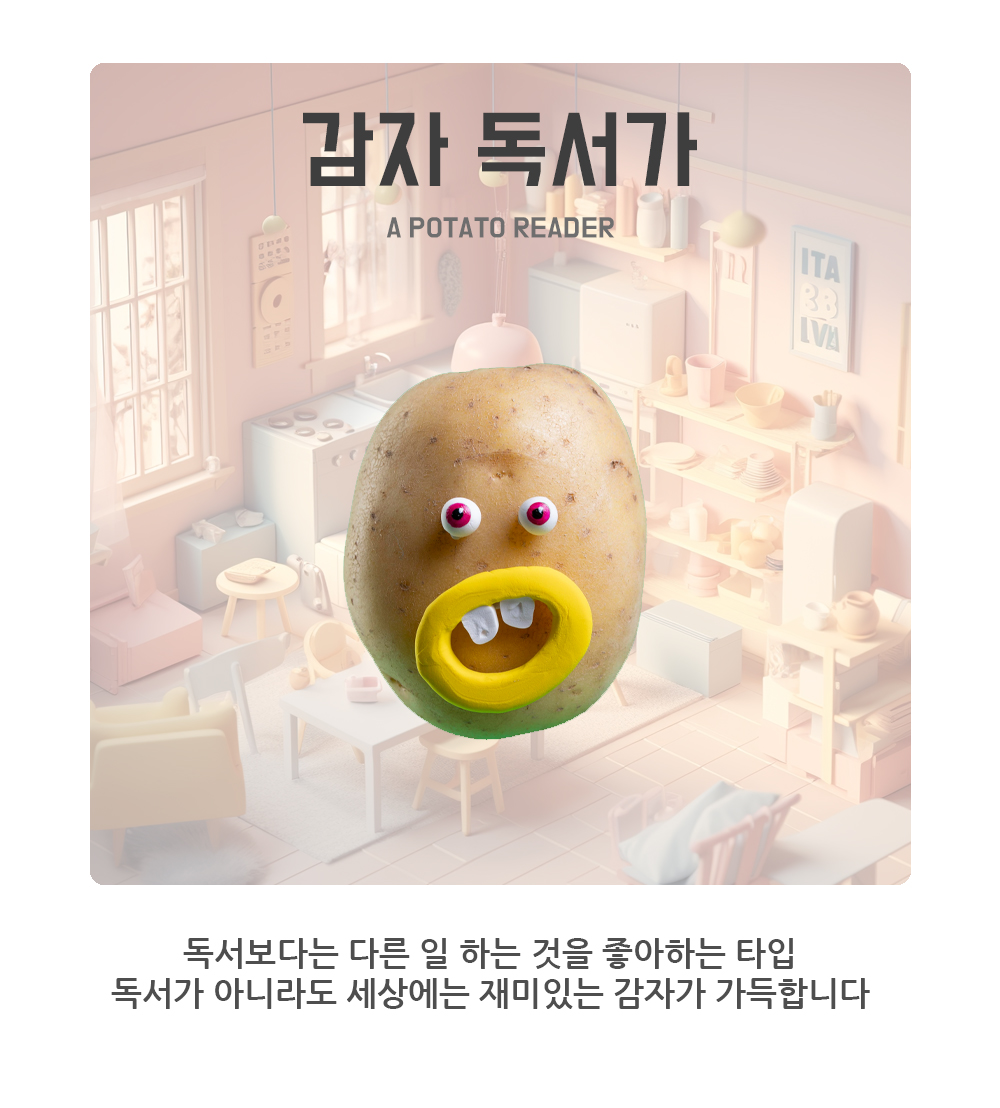 감자 독서가
A POTATO READER
ITA
독서보다는 다른 일 하는 것을 좋아하는 타입
독서가 아니라도 세상에는 재미있는 감자가 가득합니다